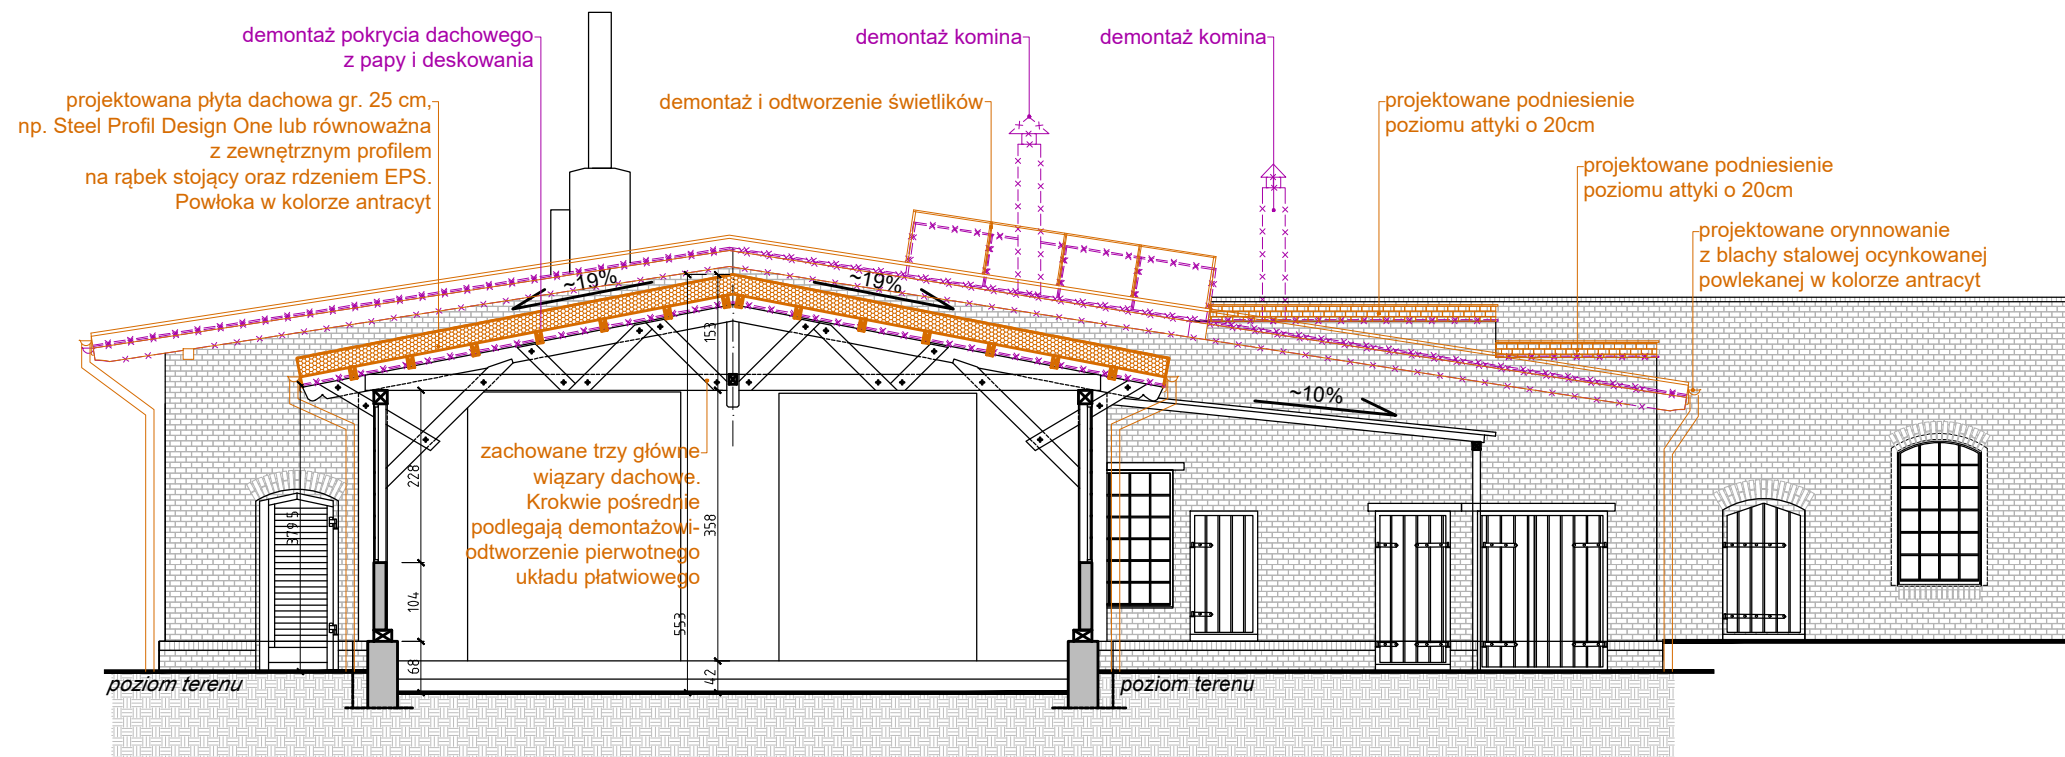 demontaż pokrycia dachowego
z papy i deskowania
demontaż komina
demontaż komina
projektowana płyta dachowa gr. 25 cm,
np. Steel Profil Design One lub równoważna
z zewnętrznym profilem
na rąbek stojący oraz rdzeniem EPS.
Powłoka w kolorze antracyt
demontaż i odtworzenie świetlików
projektowane podniesienie
poziomu attyki o 20cm
projektowane podniesienie
poziomu attyki o 20cm
projektowane orynnowanie
z blachy stalowej ocynkowanej
powlekanej w kolorze antracyt
~19%
~19%
~10%
153
zachowane trzy główne
wiązary dachowe.
Krokwie pośrednie
podlegają demontażowi-
odtworzenie pierwotnego
układu płatwiowego
228
358
379 5
104
553
68
42
poziom terenu
poziom terenu